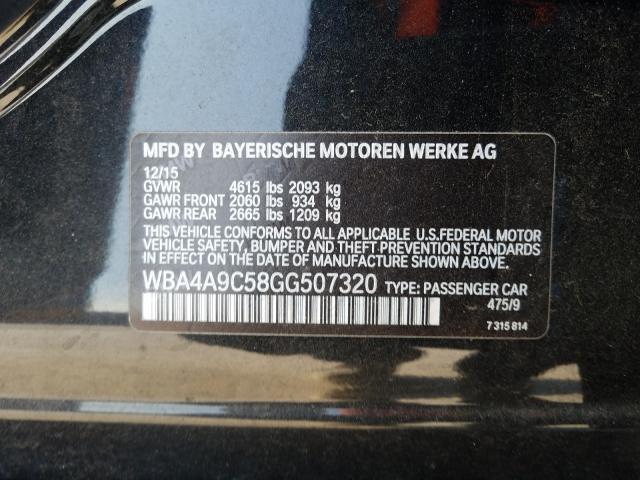 MFD BY BAYERISCHE MOTOREN WERKE AG
12/15
GVWR 4615 lbs 2093 kg
GAWR FRONT 2060 lbs 934 kg
GAWR REAR 2665 lbs 1209 kg
THIS VEHICLE CONFORMS TO ALL APPLICABLE U.S.FEDERAL MOTOR
VEHICLE SAFETY, BUMPER, AND THEFT PREVENTION STANDARDS
IN EFFECT ON THE DATE OF MANUFACTURE SHOWN ABOVE.
WBA4A9C58GG507320 TYPE: PASSENGER CAR
475/9
7 315 814